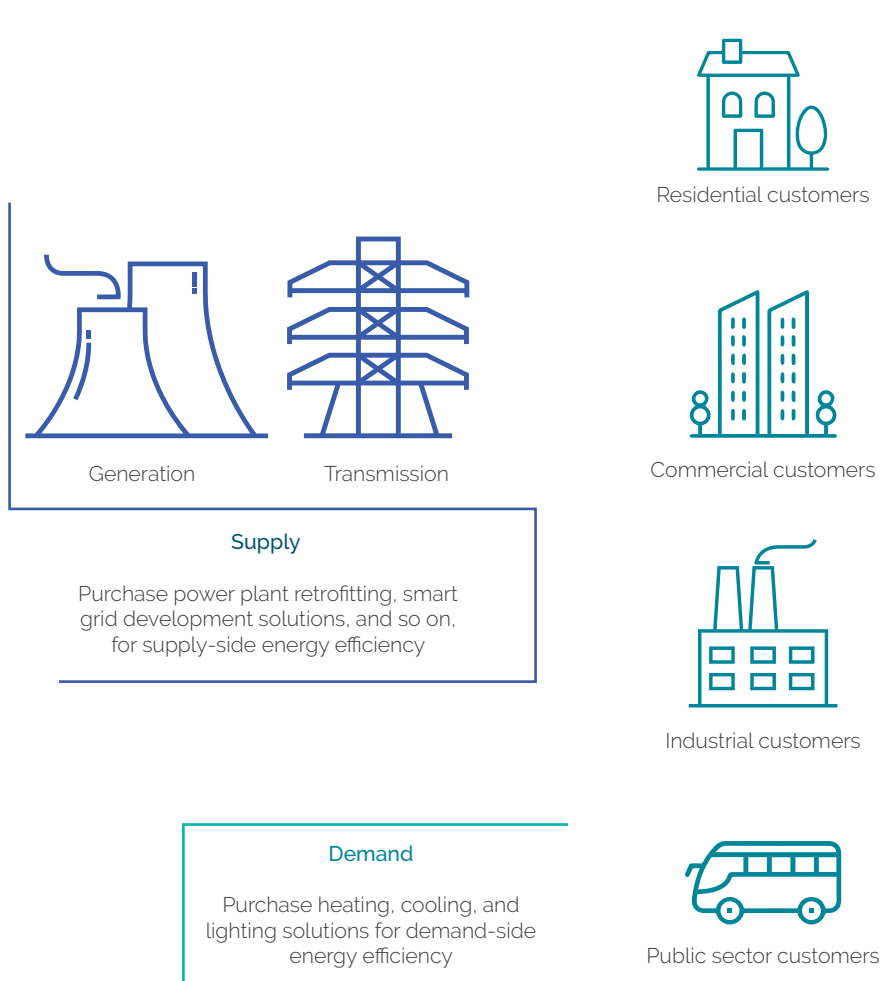 Residential customers
Generation
Transmission
Commercial customers
Supply
Purchase power plant retrofitting, smart
grid development solutions, and so on,
for supply-side energy efficiency
Industrial customers
Demand
Purchase heating, cooling, and
lighting solutions for demand-side
energy efficiency
Public sector customers